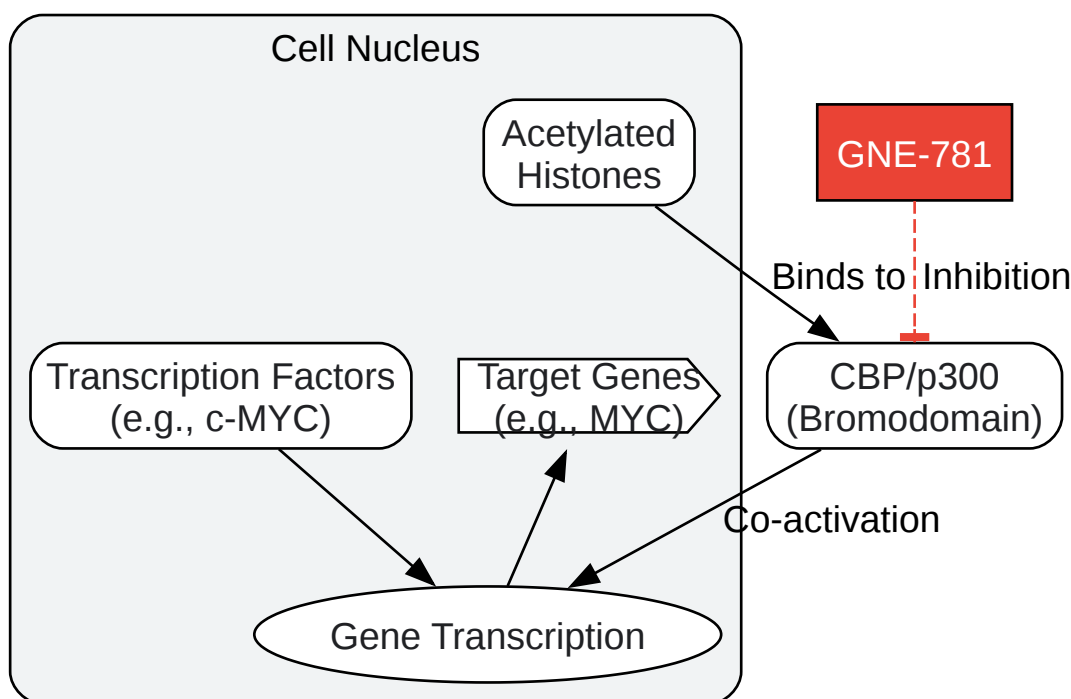 Cell Nucleus
Acetylated
Histones
GNE-781
Binds to
Inhibition
Transcription Factors
(e.g., c-MYC)
Target Genes
(e.g., MYC)
CBP/p300
(Bromodomain)
Co-activation
Gene Transcription